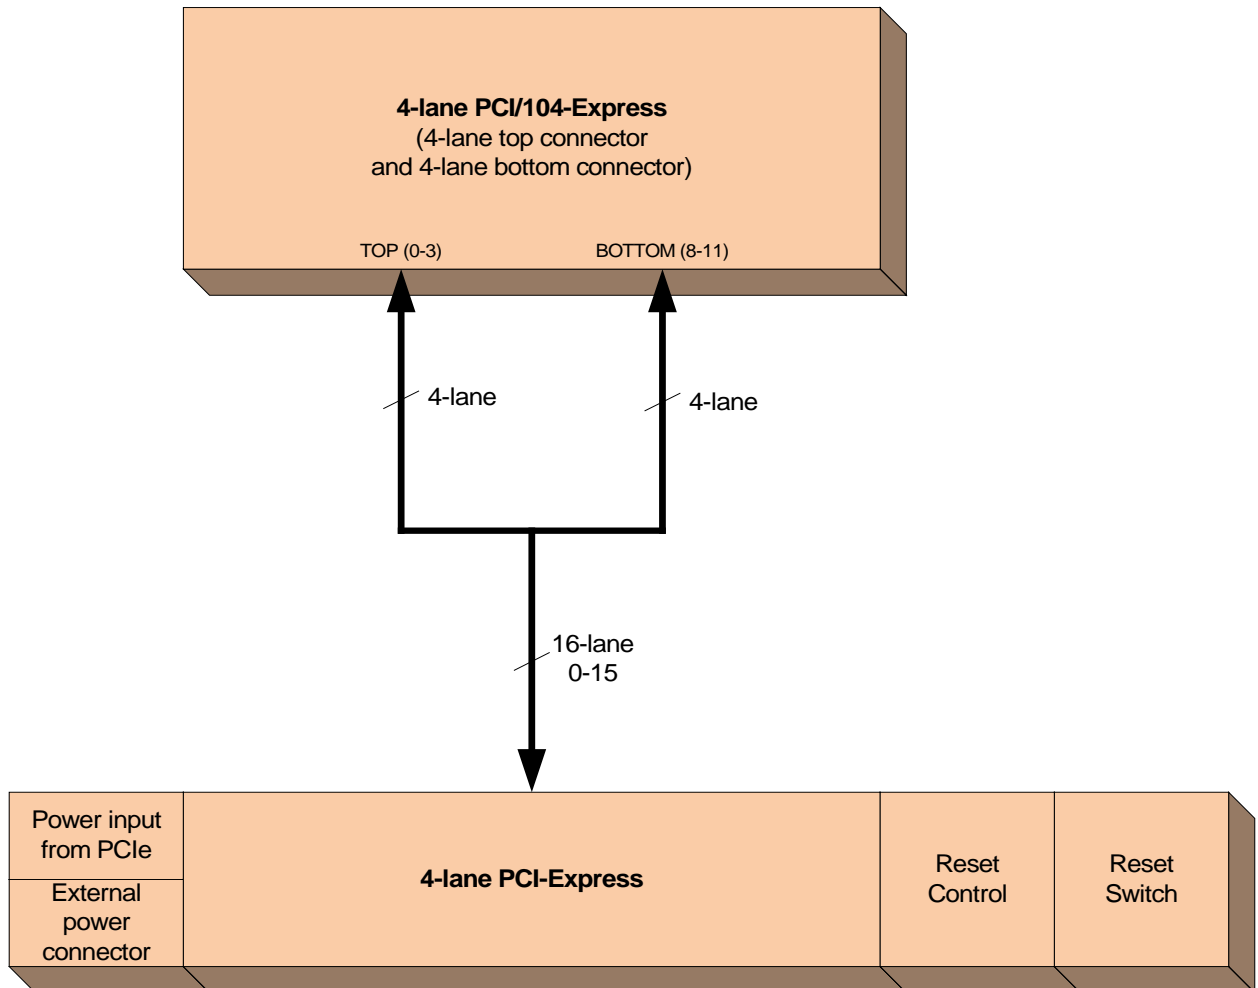 4-lane PCI/104-Express
(4-lane top connector
and 4-lane bottom connector)
TOP (0-3)
BOTTOM (8-11)
4-lane
4-lane
16-lane
0-15
Power input
from PCIe
External
power
connector
4-lane PCI-Express
Reset
Control
Reset
Switch